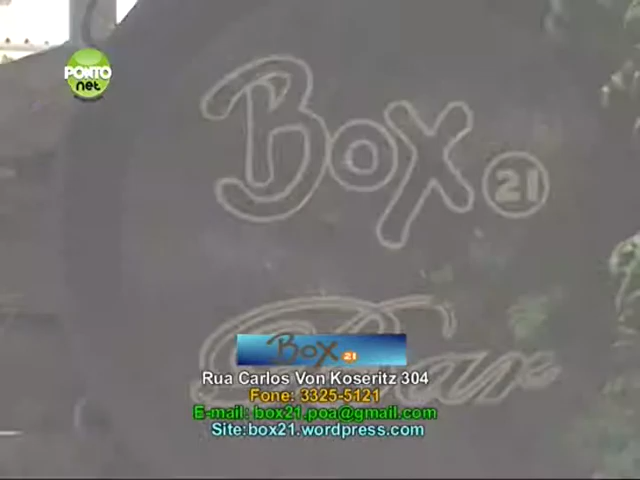 PONTO
net
Box 21
Bar
Box 21
Rua Carlos Von Koseritz 304
Fone: 3325-5121
E-mail: box21.poa@gmail.com
Site:box21.wordpress.com